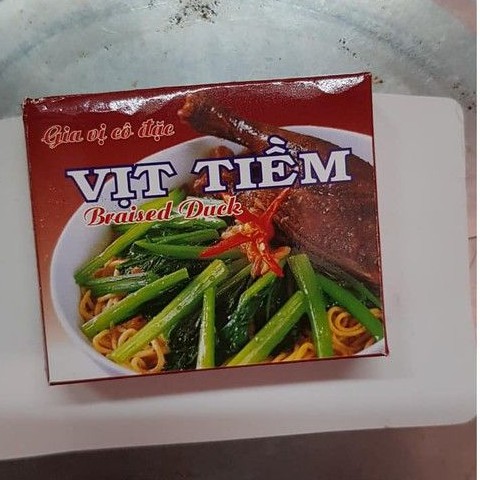 Gia vị cô đặc
VỊT TIỀM
Braised Duck